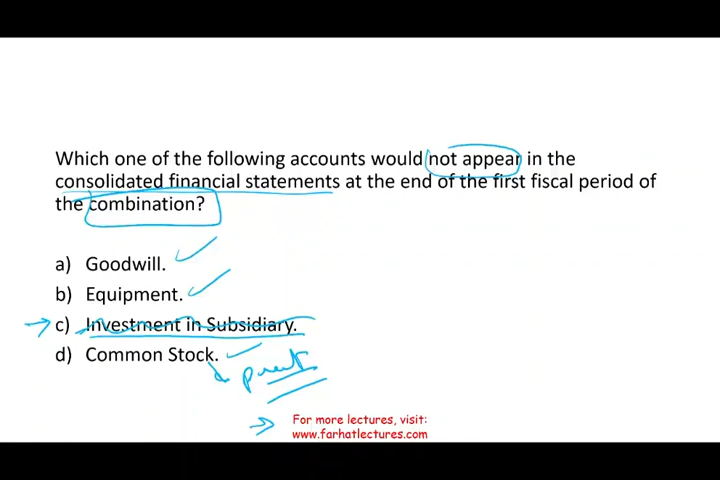 Which one of the following accounts would not appear in the
consolidated financial statements at the end of the first fiscal period of
the combination?
a) Goodwill.
b) Equipment.
c) Investment in Subsidiary.
d) Common Stock.
For more lectures, visit:
www.farhatlectures.com